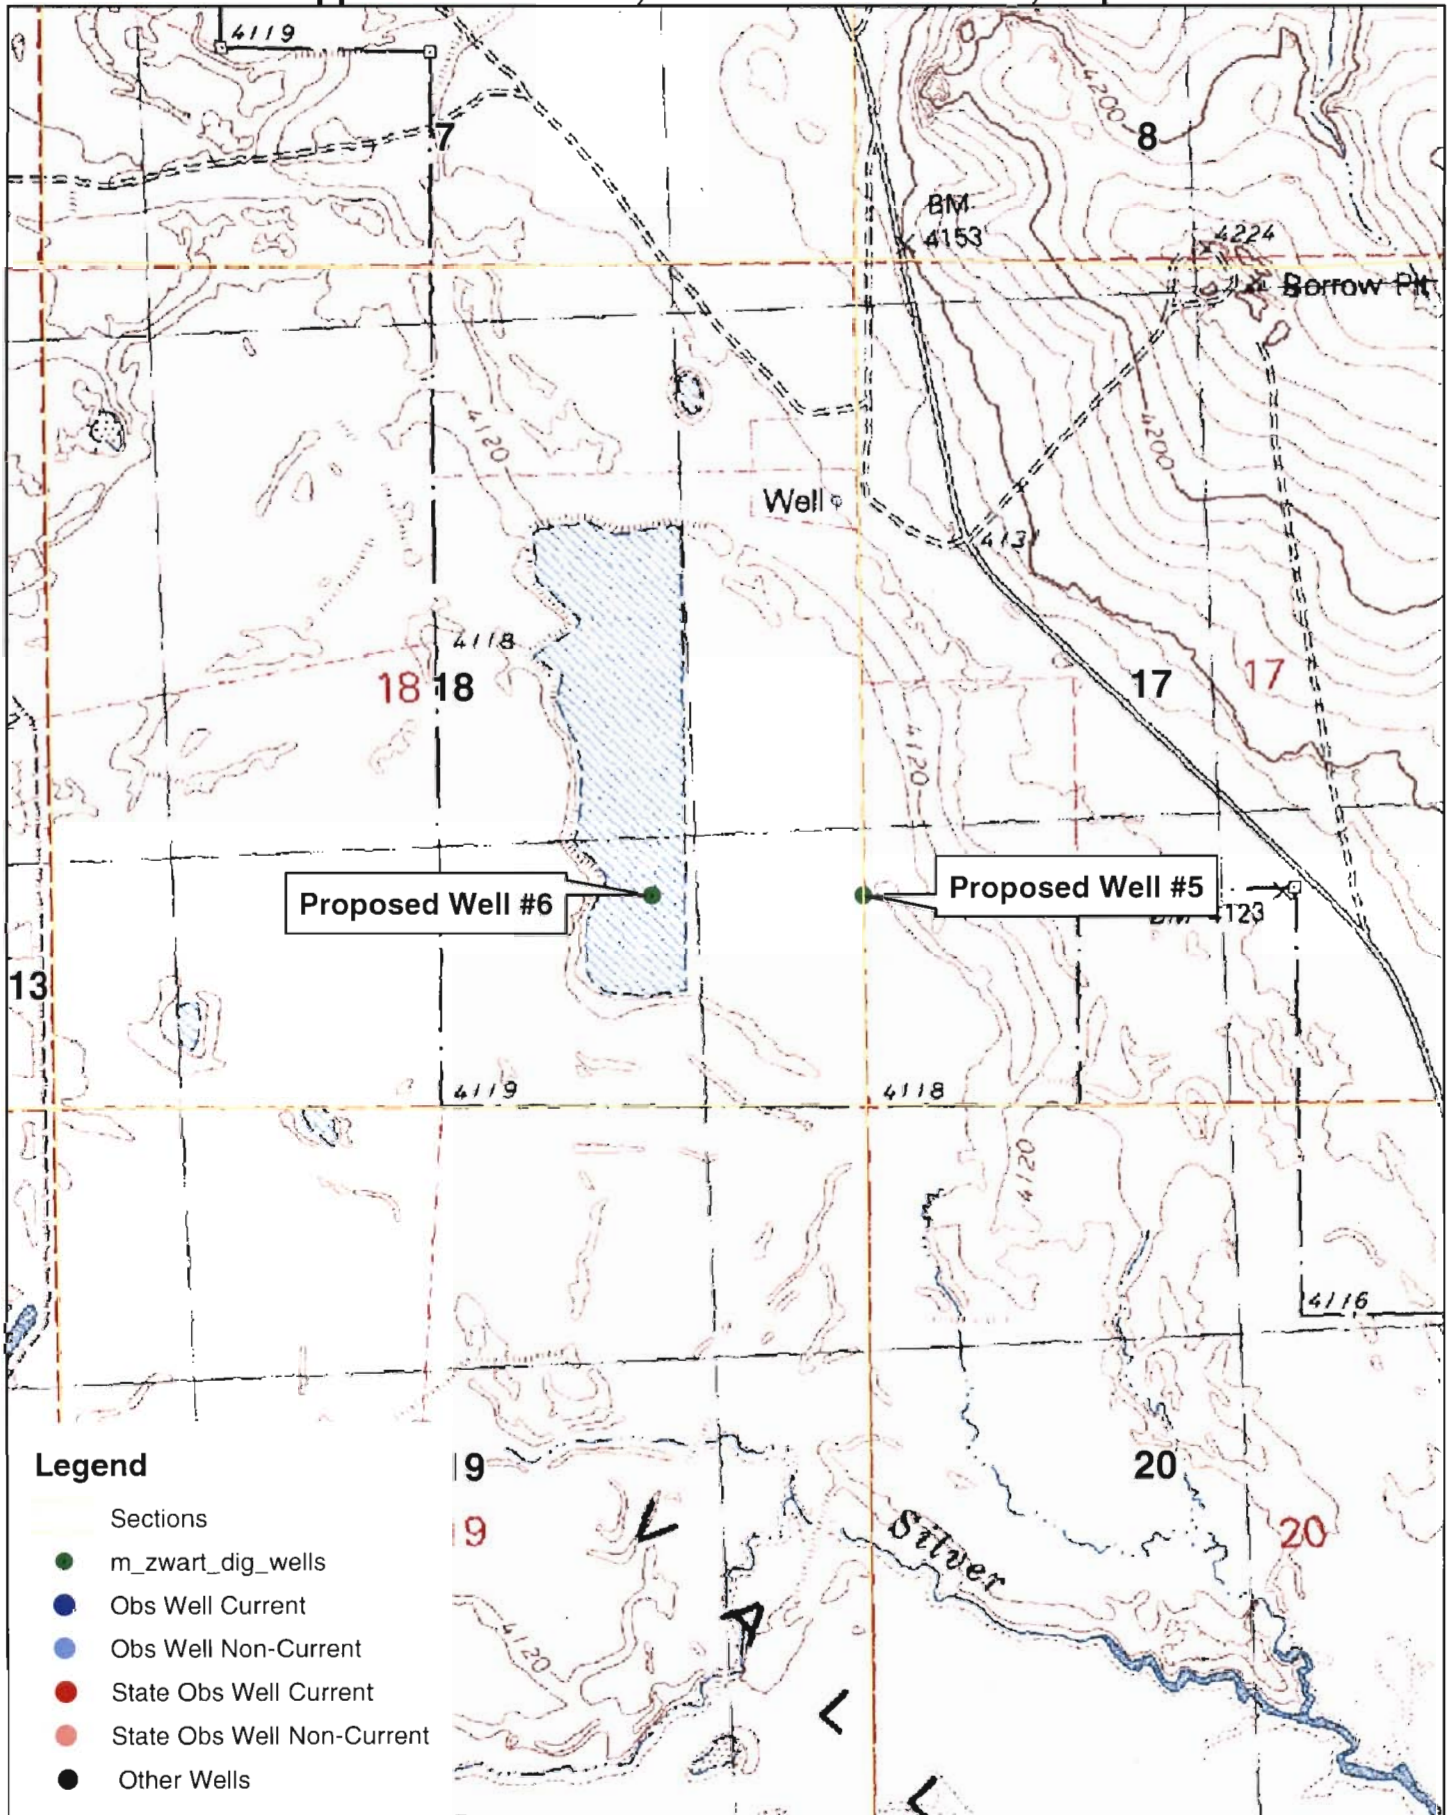 4119
7
8
4200
BM
4153
4224
Borrow Pit
4120
4200
Well
4131
4118
18 18
17 17
4120
Proposed Well #6
Proposed Well #5
4123
13
4119
4118
4120
4116
Legend
Sections
m_zwart_dig_wells
Obs Well Current
Obs Well Non-Current
State Obs Well Current
State Obs Well Non-Current
Other Wells
19
9
20
20
Silver
4120
V
A
L
L